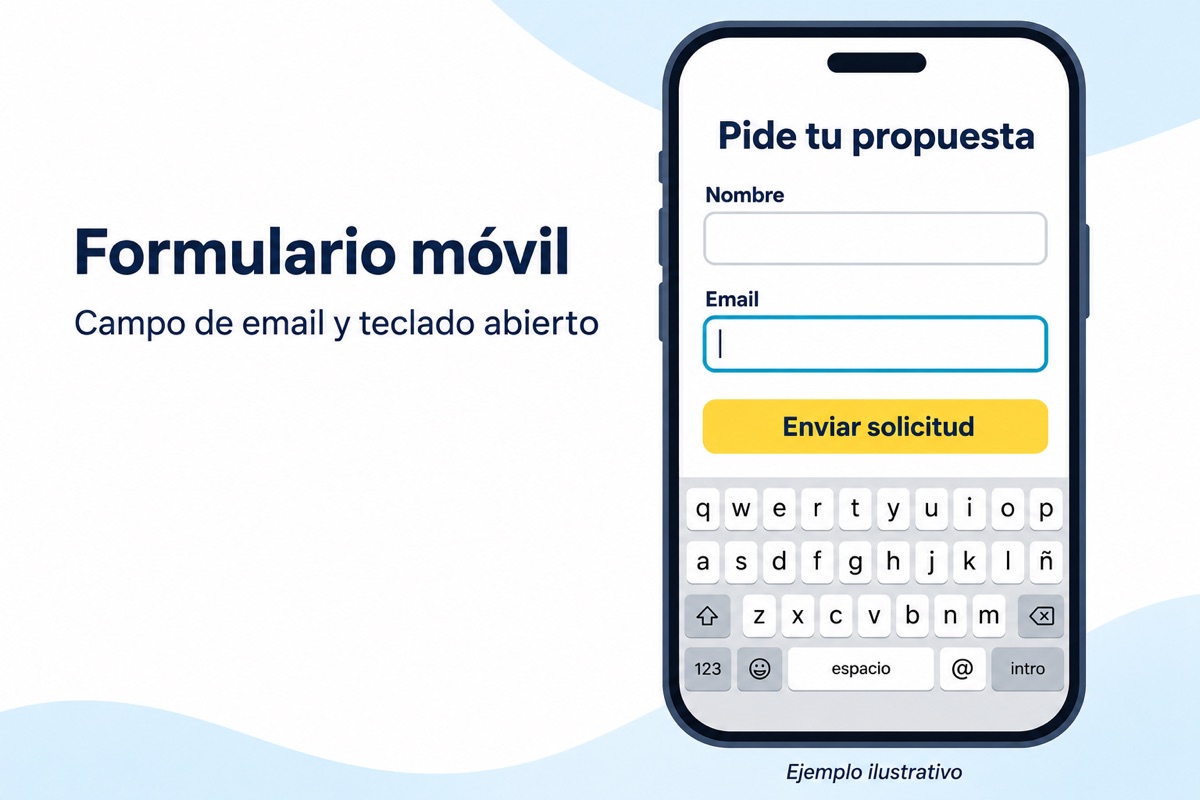 Formulario móvil
Campo de email y teclado abierto
Pide tu propuesta
Nombre
Email
Enviar solicitud
q w e r t y u i o p
a s d f g h j k l ñ
z x c v b n m
123 espacio @ intro
Ejemplo ilustrativo